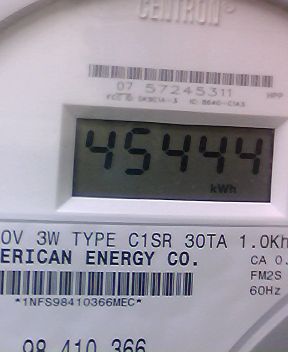 CENTRON®
07 57245311
45444
kWh
0V 3W TYPE C1SR 30TA 1.0Kh
ERICAN ENERGY CO.
CA 0.
FM2S
60Hz
*1NFS98410366MEC*
98 410 366